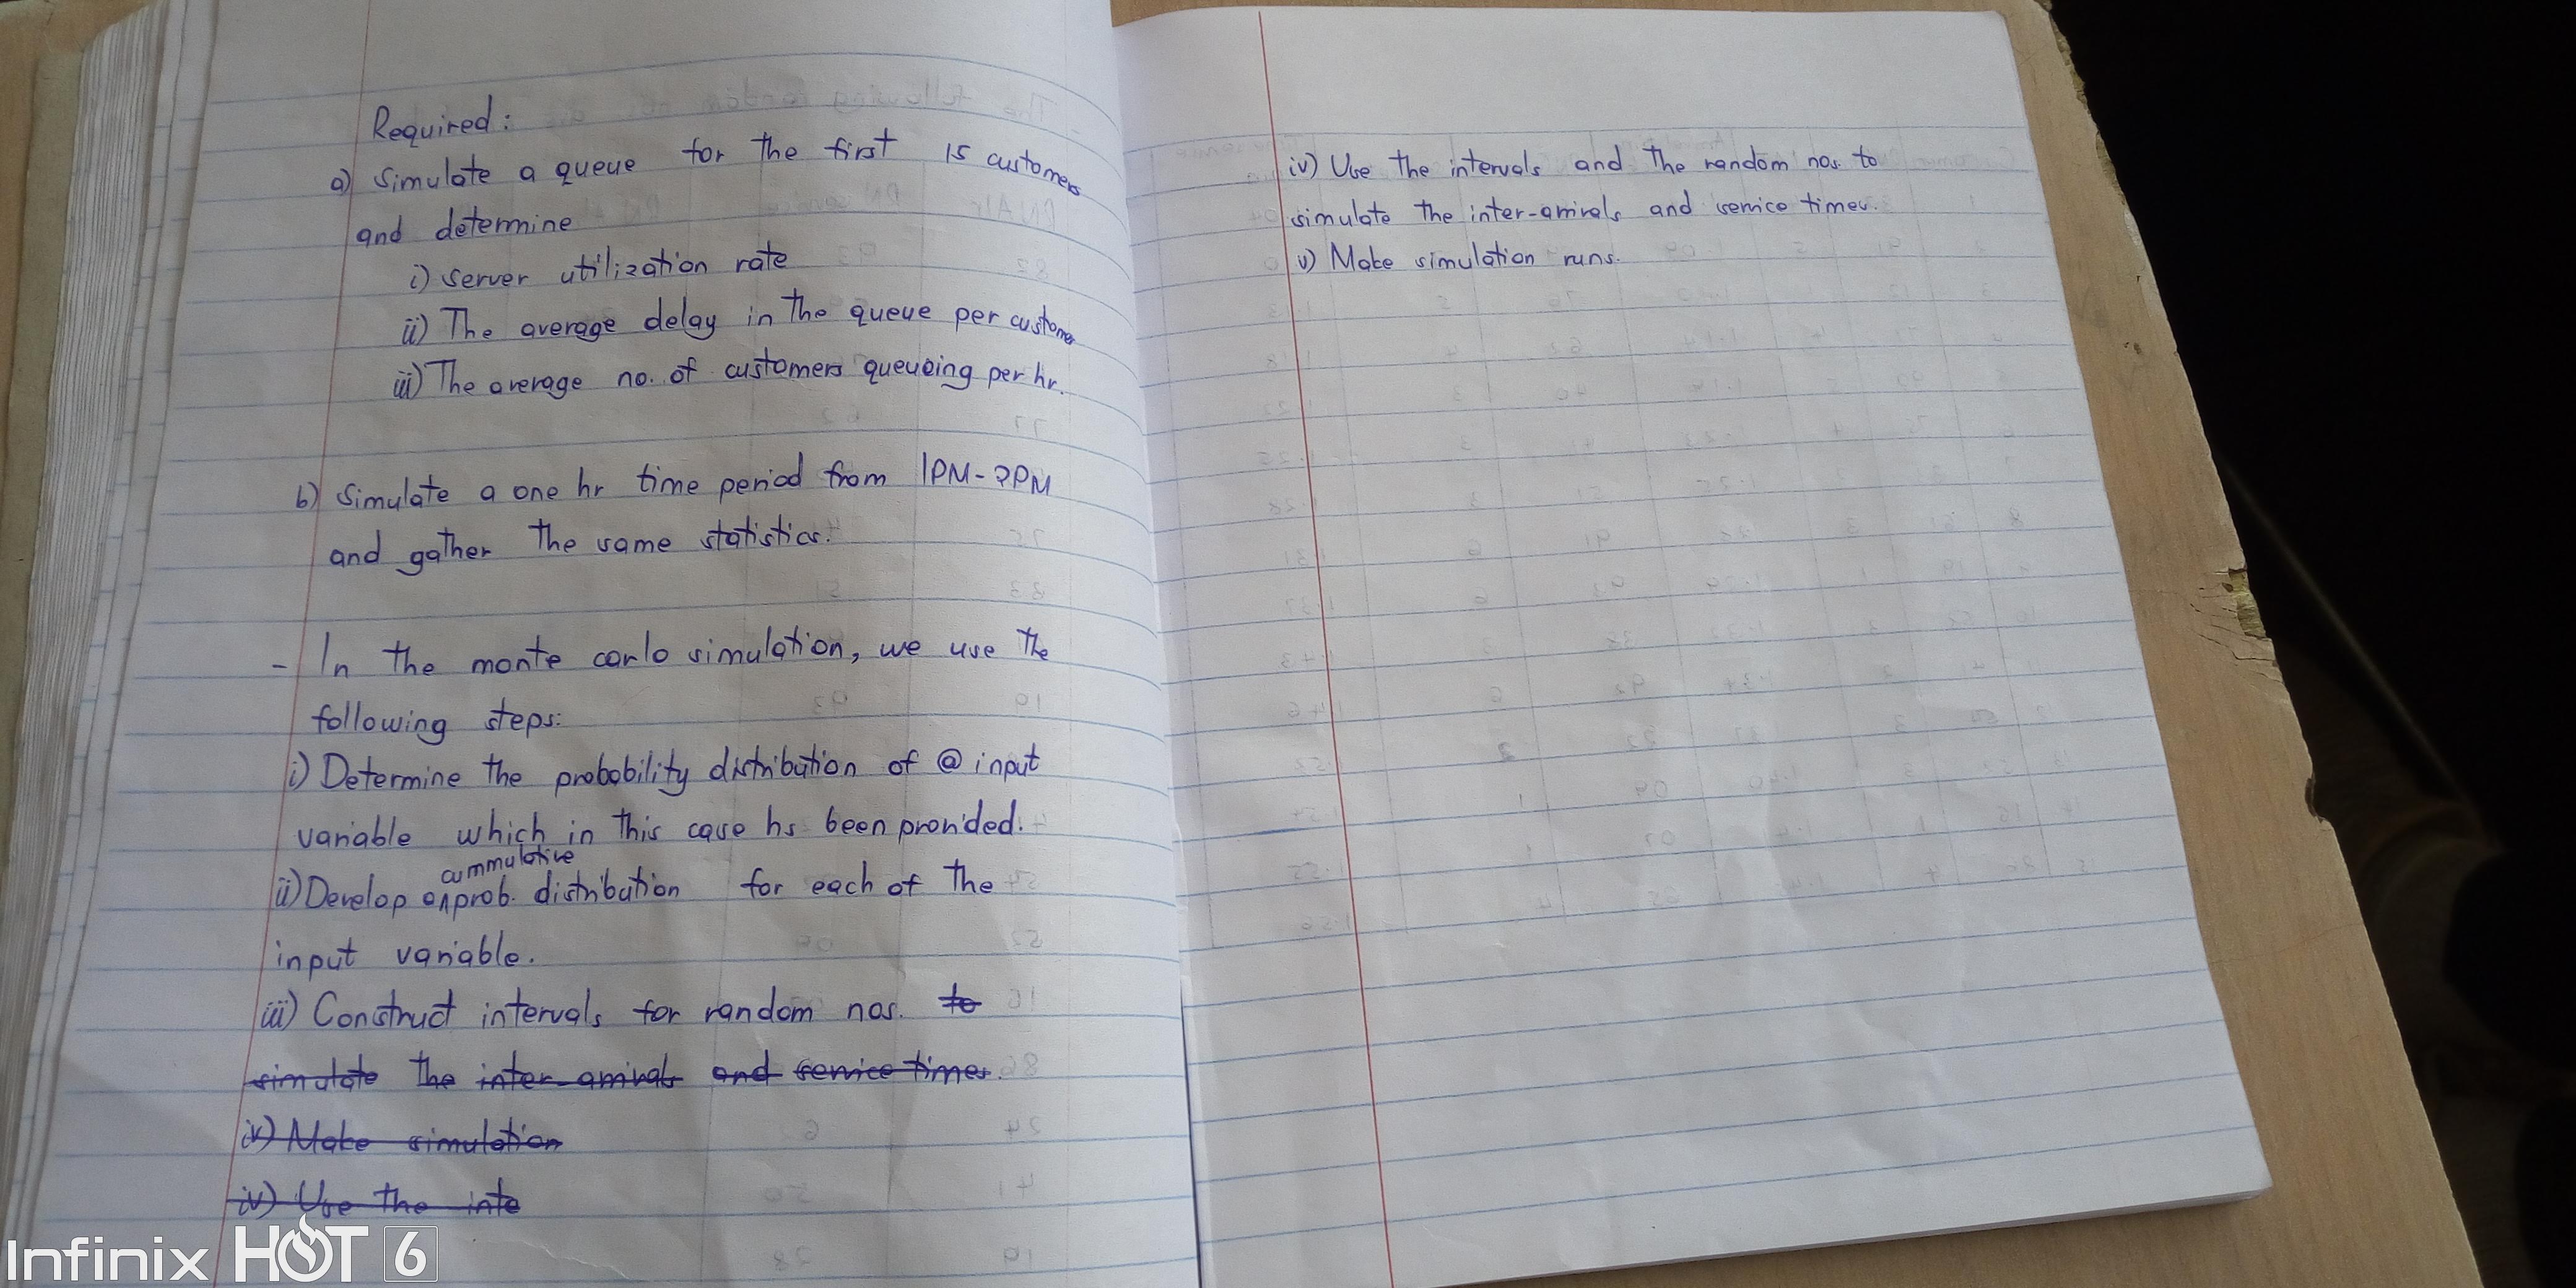 Required:
a) Simulate a queue for the first 15 customers
and determine
i) server utilization rate
ii) The average delay in the queue per customer
iii) The average no. of customers queueing per hr.
b) Simulate a one hr time period from 1PM-2PM
and gather the same statistics.
- In the monte carlo simulation, we use the
following steps:
i) Determine the probability distribution of @ input
variable which in this case hs been provided.
cummulative
ii) Develop a prob. distribution for each of the
input variable.
iii) Construct intervals for random nos. to
simulate the inter-arrivals and service times.
iv) Make simulation
iv) Use the inte
iv) Use the intervals and the random nos. to
simulate the inter-arrivals and service times.
v) Make simulation runs.
Infinix HOT 6